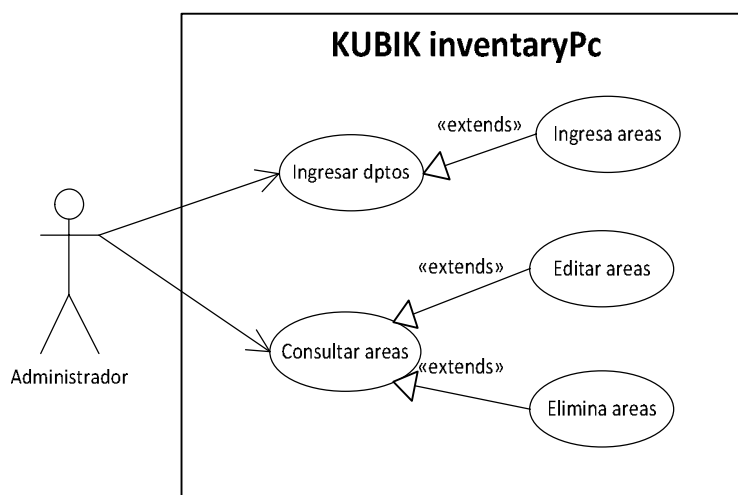 KUBIK inventaryPc
«extends»
Ingresa areas
Ingresar dptos
«extends»
Editar areas
Consultar areas
«extends»
Elimina areas
Administrador